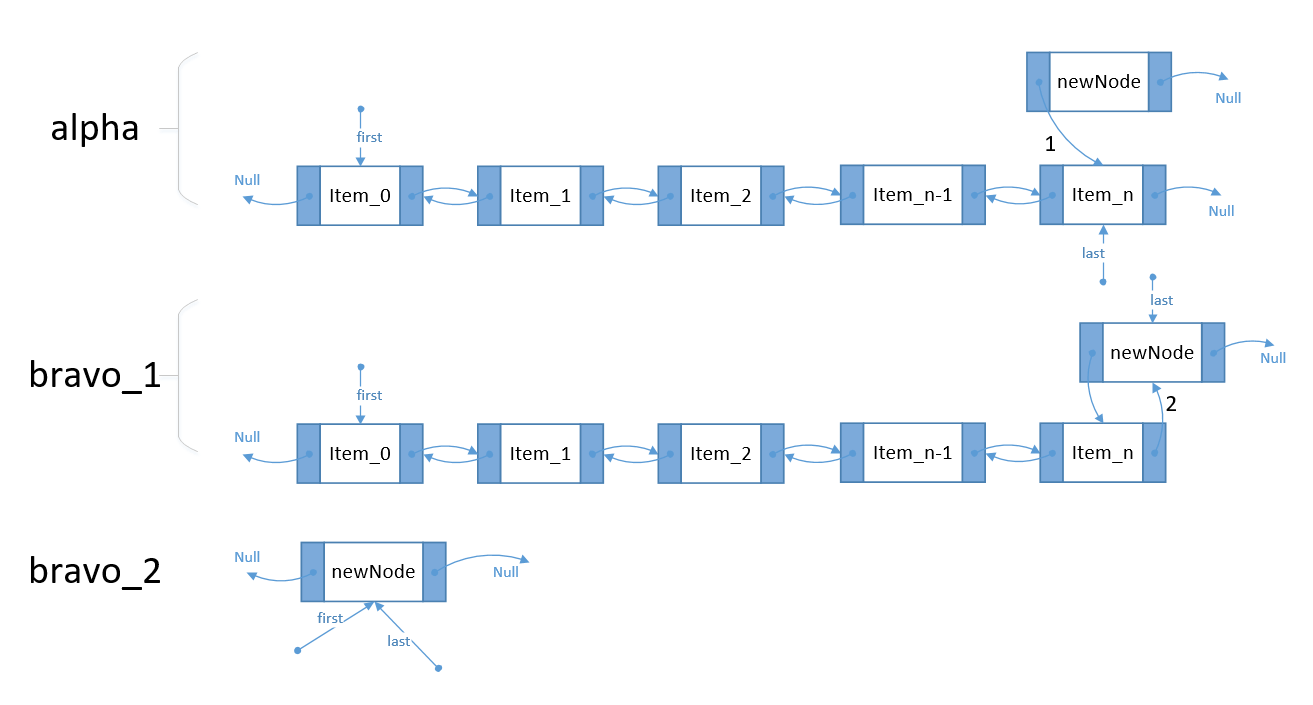 newNode
Null
alpha
first
1
Null
Item_0
Item_1
Item_2
Item_n-1
Item_n
Null
last
last
newNode
Null
bravo_1
first
2
Null
Item_0
Item_1
Item_2
Item_n-1
Item_n
bravo_2
Null
newNode
Null
first
last